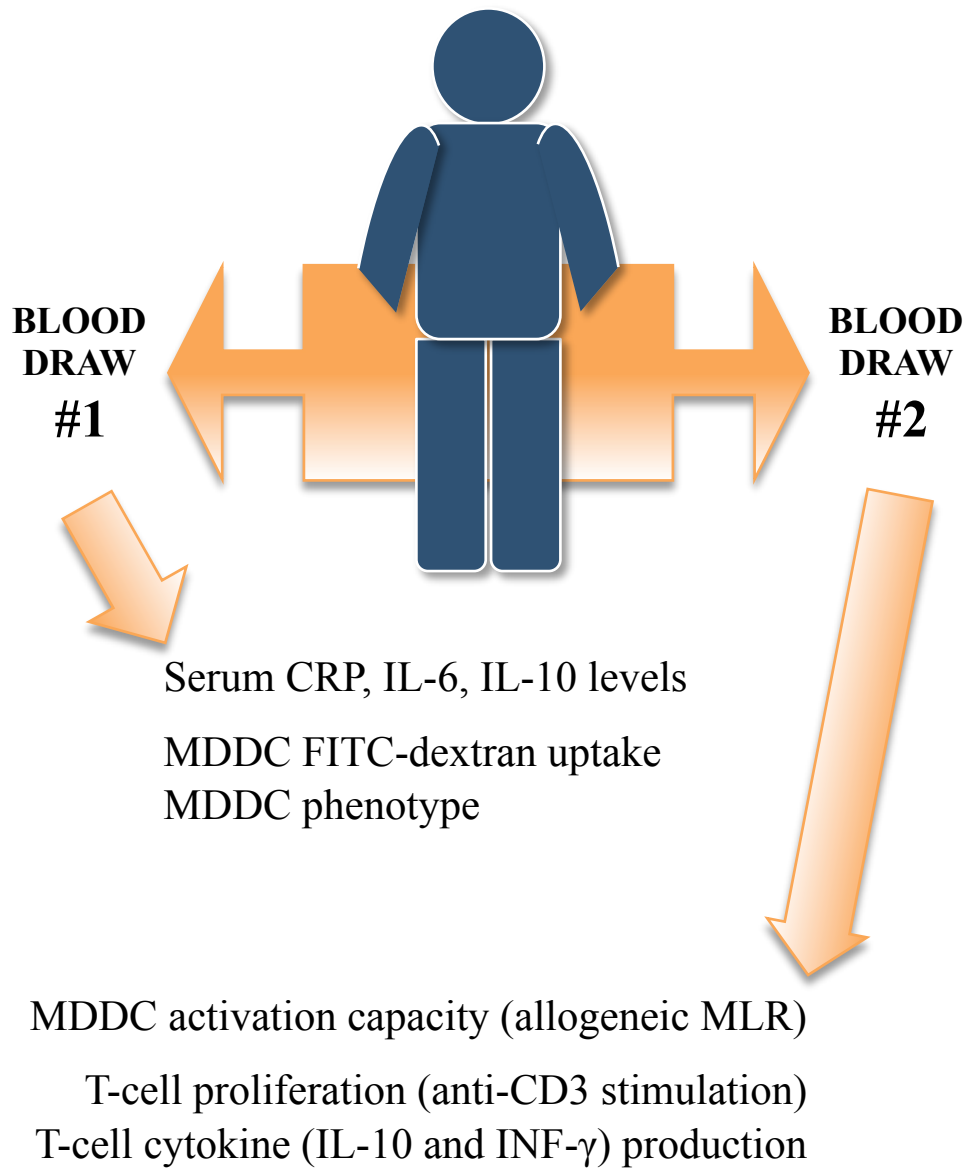 BLOOD
DRAW
#1
BLOOD
DRAW
#2
Serum CRP, IL-6, IL-10 levels
MDDC FITC-dextran uptake
MDDC phenotype
MDDC activation capacity (allogeneic MLR)
T-cell proliferation (anti-CD3 stimulation)
T-cell cytokine (IL-10 and INF-γ) production